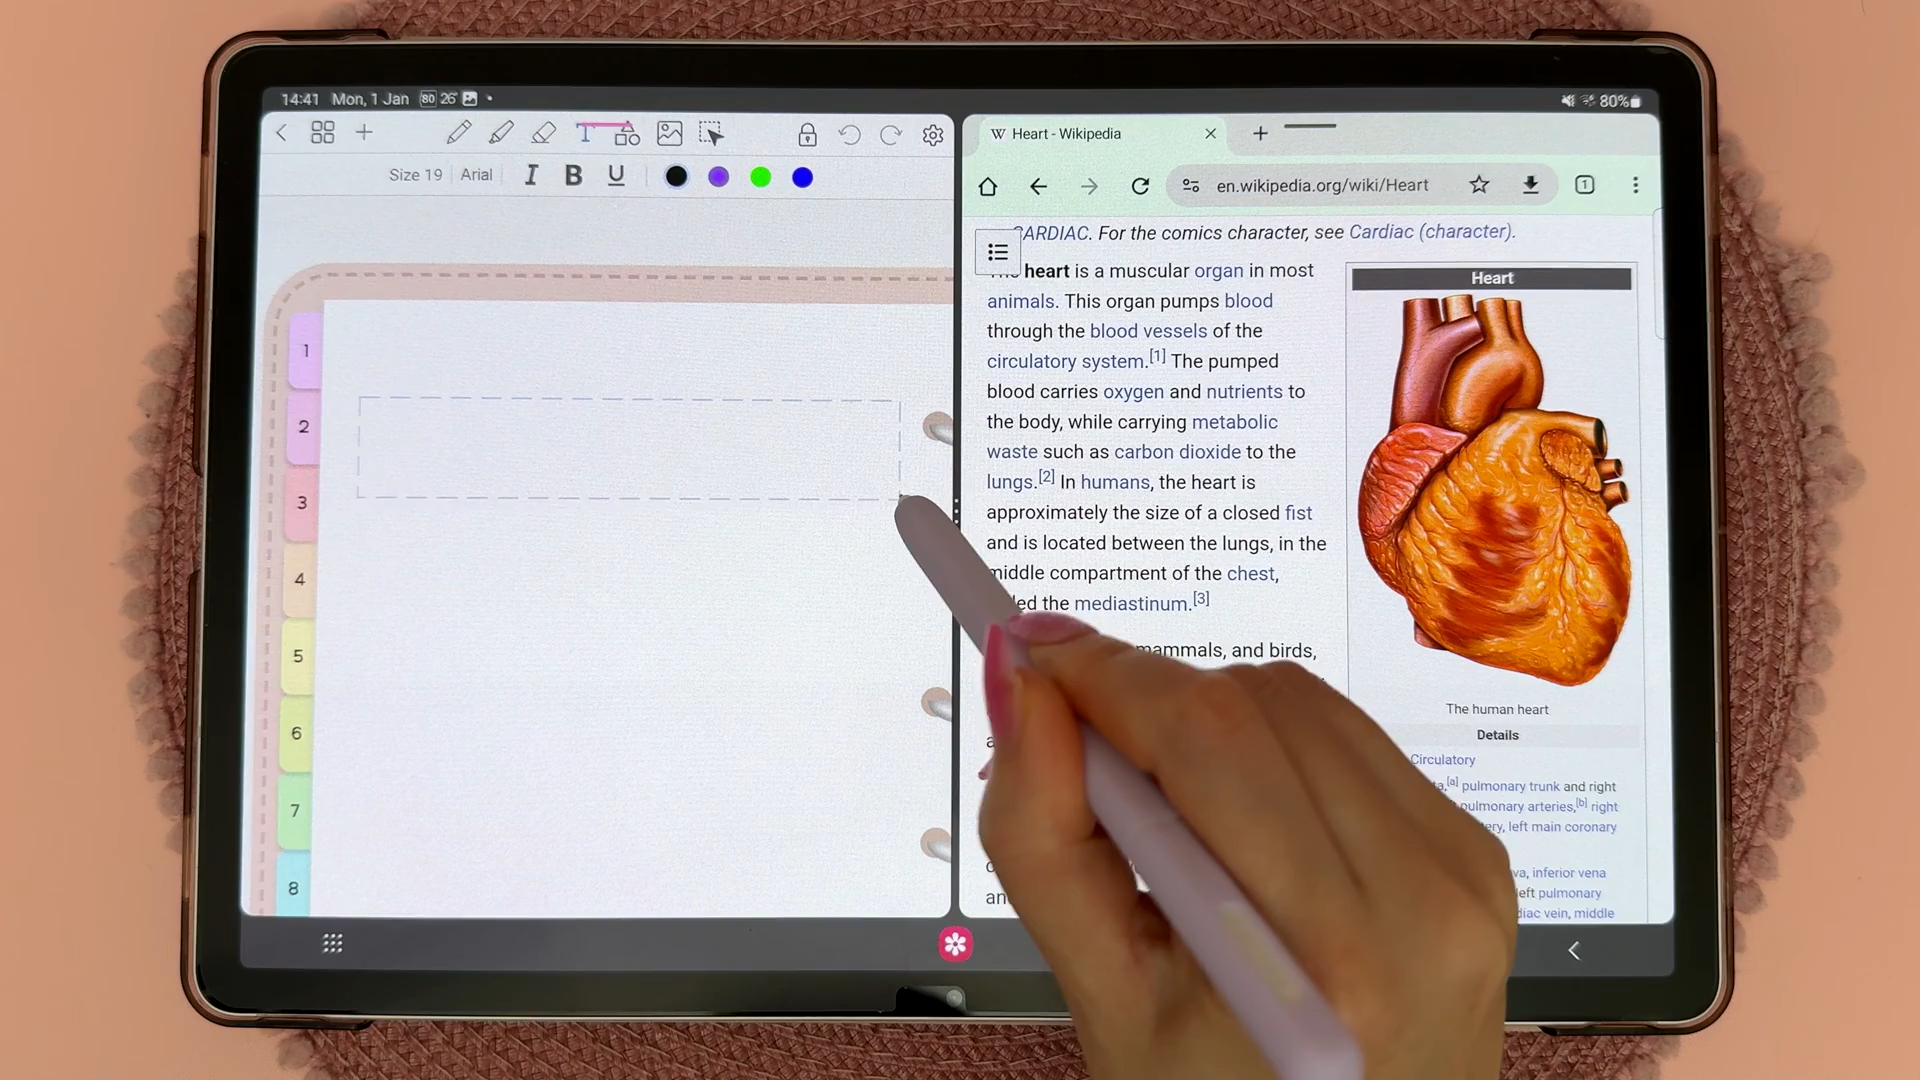 14:41 Mon, 1 Jan 80 26°
80%
T
Size 19 Arial I B U
1
2
3
4
5
6
7
8
W Heart - Wikipedia
en.wikipedia.org/wiki/Heart
1
CARDIAC. For the comics character, see Cardiac (character).
heart is a muscular organ in most
animals. This organ pumps blood
through the blood vessels of the
circulatory system.[1] The pumped
blood carries oxygen and nutrients to
the body, while carrying metabolic
waste such as carbon dioxide to the
lungs.[2] In humans, the heart is
approximately the size of a closed fist
and is located between the lungs, in the
middle compartment of the chest,
the mediastinum.[3]
mammals, and birds,
Heart
The human heart
Details
Circulatory
[a] pulmonary trunk and right
pulmonary arteries,[b] right
left main coronary
inferior vena
left pulmonary
vein, middle